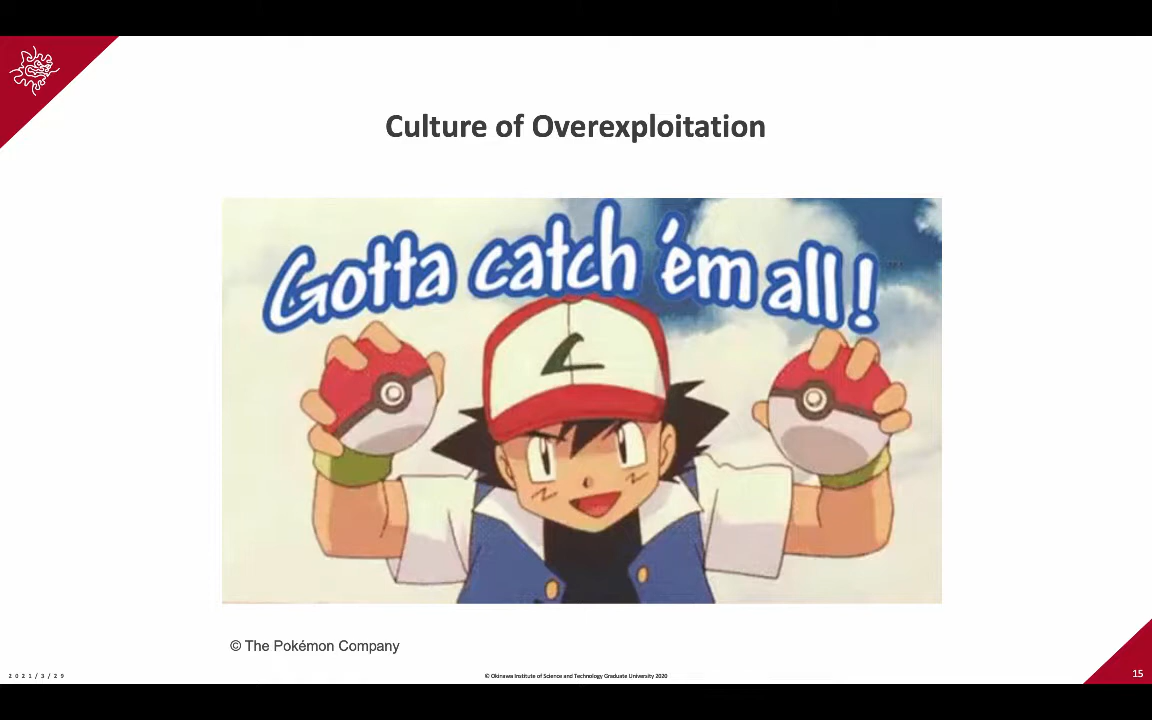 Culture of Overexploitation
Gotta catch 'em all!
© The Pokémon Company
2021/3/29
© Okinawa Institute of Science and Technology Graduate University 2020
15